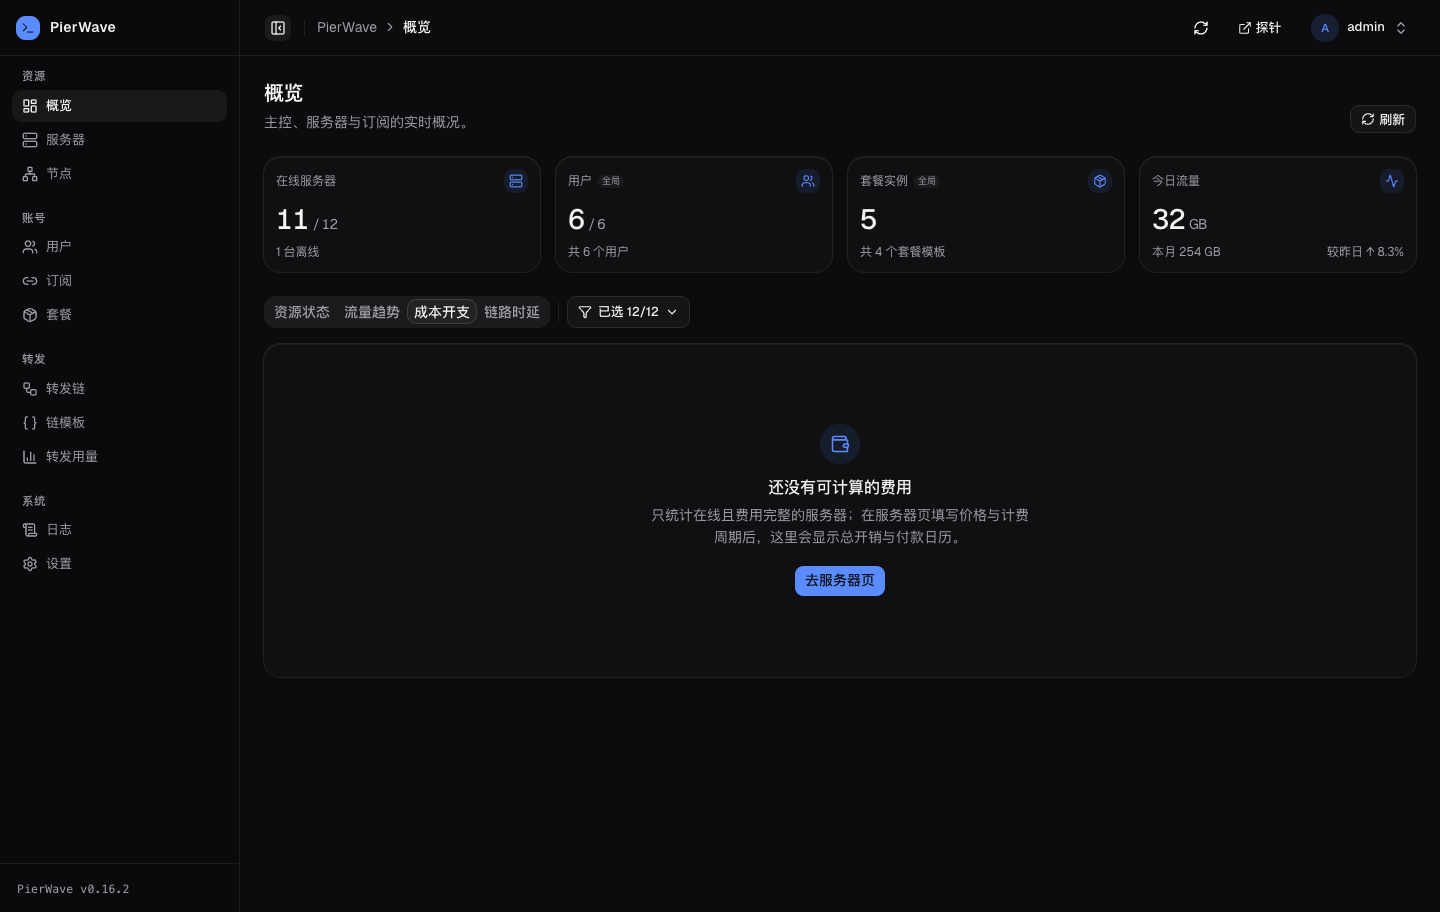 PierWave
PierWave > 概览
探针
A
admin
资源
概览
服务器
节点
账号
用户
订阅
套餐
转发
转发链
链模板
转发用量
系统
日志
设置
PierWave v0.16.2
概览
主控、服务器与订阅的实时概况。
刷新
在线服务器
11 / 12
1 台离线
用户 全局
6 / 6
共 6 个用户
套餐实例 全局
5
共 4 个套餐模板
今日流量
32 GB
本月 254 GB 较昨日 ↑ 8.3%
资源状态 流量趋势 成本开支 链路时延 已选 12/12
还没有可计算的费用
只统计在线且费用完整的服务器；在服务器页填写价格与计费
周期后，这里会显示总开销与付款日历。
去服务器页